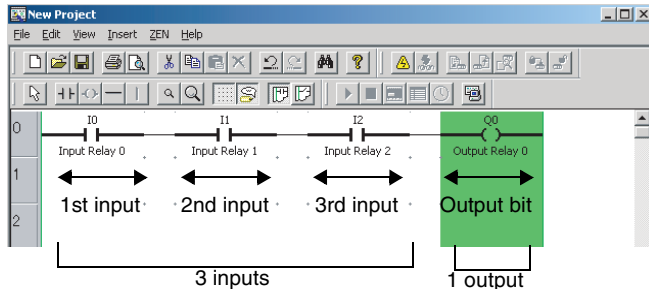 New Project
File Edit View Insert ZEN Help
0 I0 I1 I2 Q0
Input Relay 0 Input Relay 1 Input Relay 2 Output Relay 0
1
1st input 2nd input 3rd input Output bit
2
3 inputs 1 output